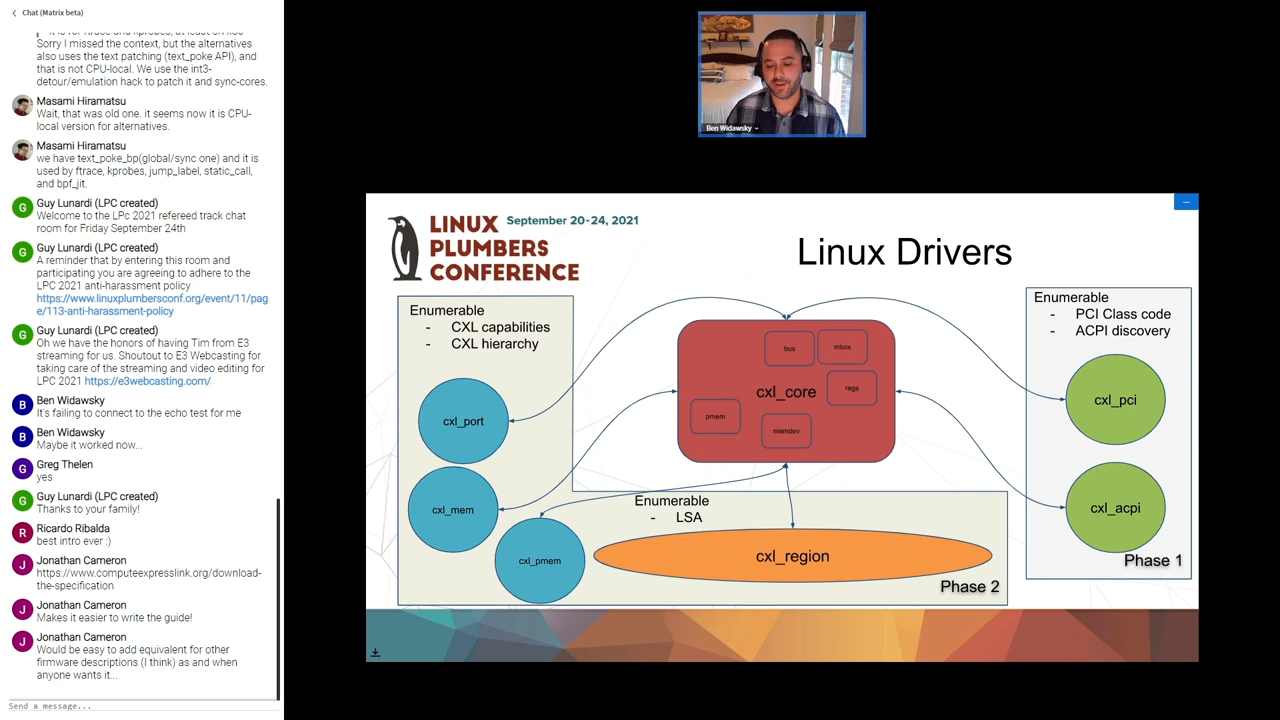 Chat (Matrix beta)
Sorry I missed the context, but the alternatives
also uses the text patching (text_poke API), and
that is not CPU-local. We use the int3-
detour/emulation hack to patch it and sync-cores.
Masami Hiramatsu
Wait, that was old one. it seems now it is CPU-
local version for alternatives.
Masami Hiramatsu
we have text_poke_bp(global/sync one) and it is
used by ftrace, kprobes, jump_label, static_call,
and bpf_jit.
G
Guy Lunardi (LPC created)
Welcome to the LPc 2021 refereed track chat
room for Friday September 24th
G
Guy Lunardi (LPC created)
A reminder that by entering this room and
participating you are agreeing to adhere to the
LPC 2021 anti-harassment policy
https://www.linuxplumbersconf.org/event/11/pag
e/113-anti-harassment-policy
G
Guy Lunardi (LPC created)
Oh we have the honors of having Tim from E3
streaming for us. Shoutout to E3 Webcasting for
taking care of the streaming and video editing for
LPC 2021 https://e3webcasting.com/
B
Ben Widawsky
It's failing to connect to the echo test for me
B
Ben Widawsky
Maybe it worked now...
G
Greg Thelen
yes
G
Guy Lunardi (LPC created)
Thanks to your family!
R
Ricardo Ribalda
best intro ever :)
J
Jonathan Cameron
https://www.computeexpresslink.org/download-
the-specification
J
Jonathan Cameron
Makes it easier to write the guide!
J
Jonathan Cameron
Would be easy to add equivalent for other
firmware descriptions (I think) as and when
anyone wants it...
Send a message...
Ben Widawsky
LINUX
PLUMBERS
CONFERENCE
September 20-24, 2021
Linux Drivers
Enumerable
- CXL capabilities
- CXL hierarchy
cxl_port
cxl_mem
cxl_pmem
cxl_core
bus
mbox
regs
pmem
memdev
Enumerable
- LSA
cxl_region
Phase 2
Enumerable
- PCI Class code
- ACPI discovery
cxl_pci
cxl_acpi
Phase 1